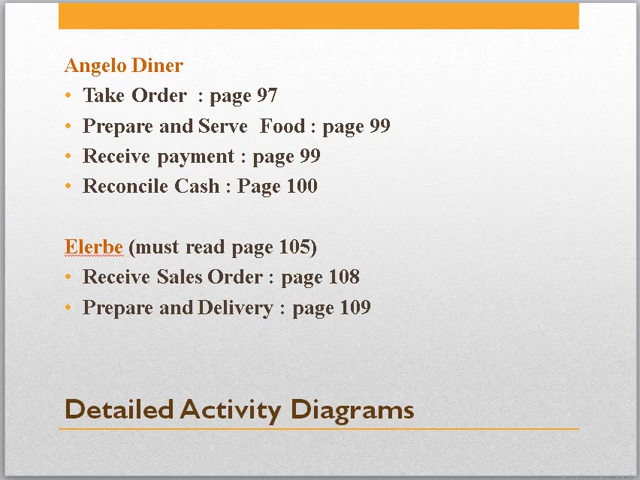 Angelo Diner
• Take Order : page 97
• Prepare and Serve Food : page 99
• Receive payment : page 99
• Reconcile Cash : Page 100
Elerbe (must read page 105)
• Receive Sales Order : page 108
• Prepare and Delivery : page 109
Detailed Activity Diagrams